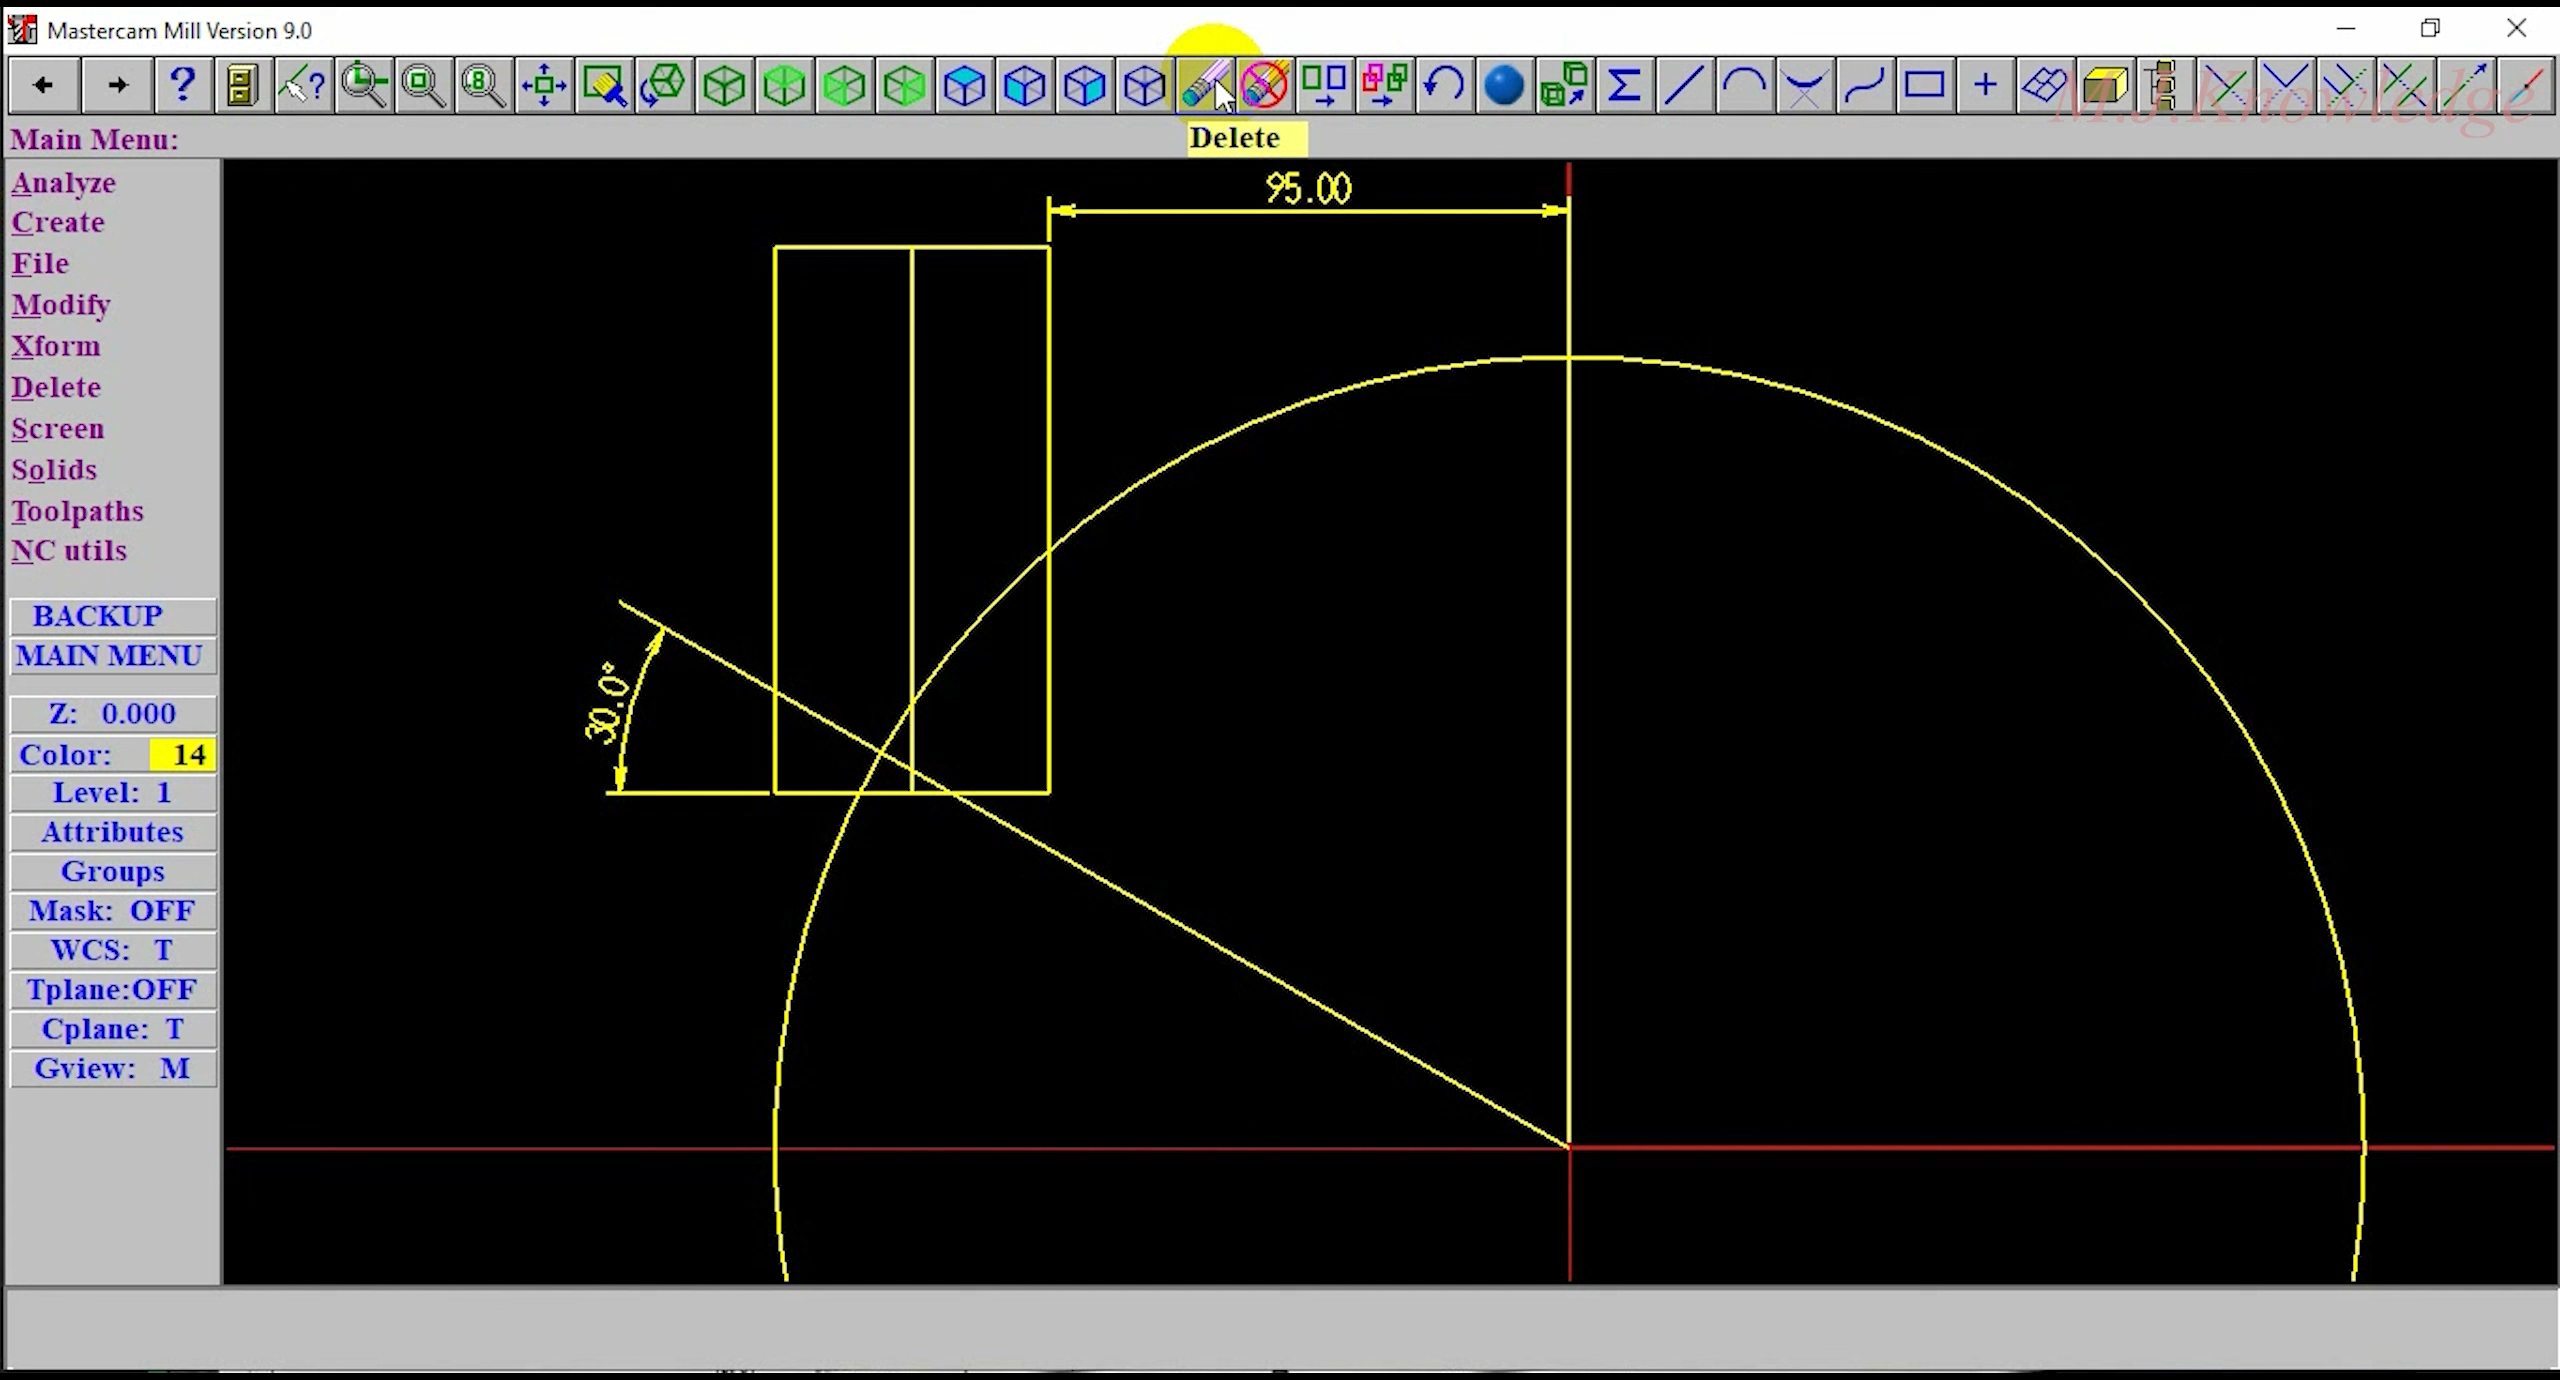 Mastercam Mill Version 9.0
M.J.Knowledge
Main Menu:
Delete
Analyze
Create
File
Modify
Xform
Delete
Screen
Solids
Toolpaths
NC utils
BACKUP
MAIN MENU
Z: 0.000
Color: 14
Level: 1
Attributes
Groups
Mask: OFF
WCS: T
Tplane:OFF
Cplane: T
Gview: M
95.00
30.0°